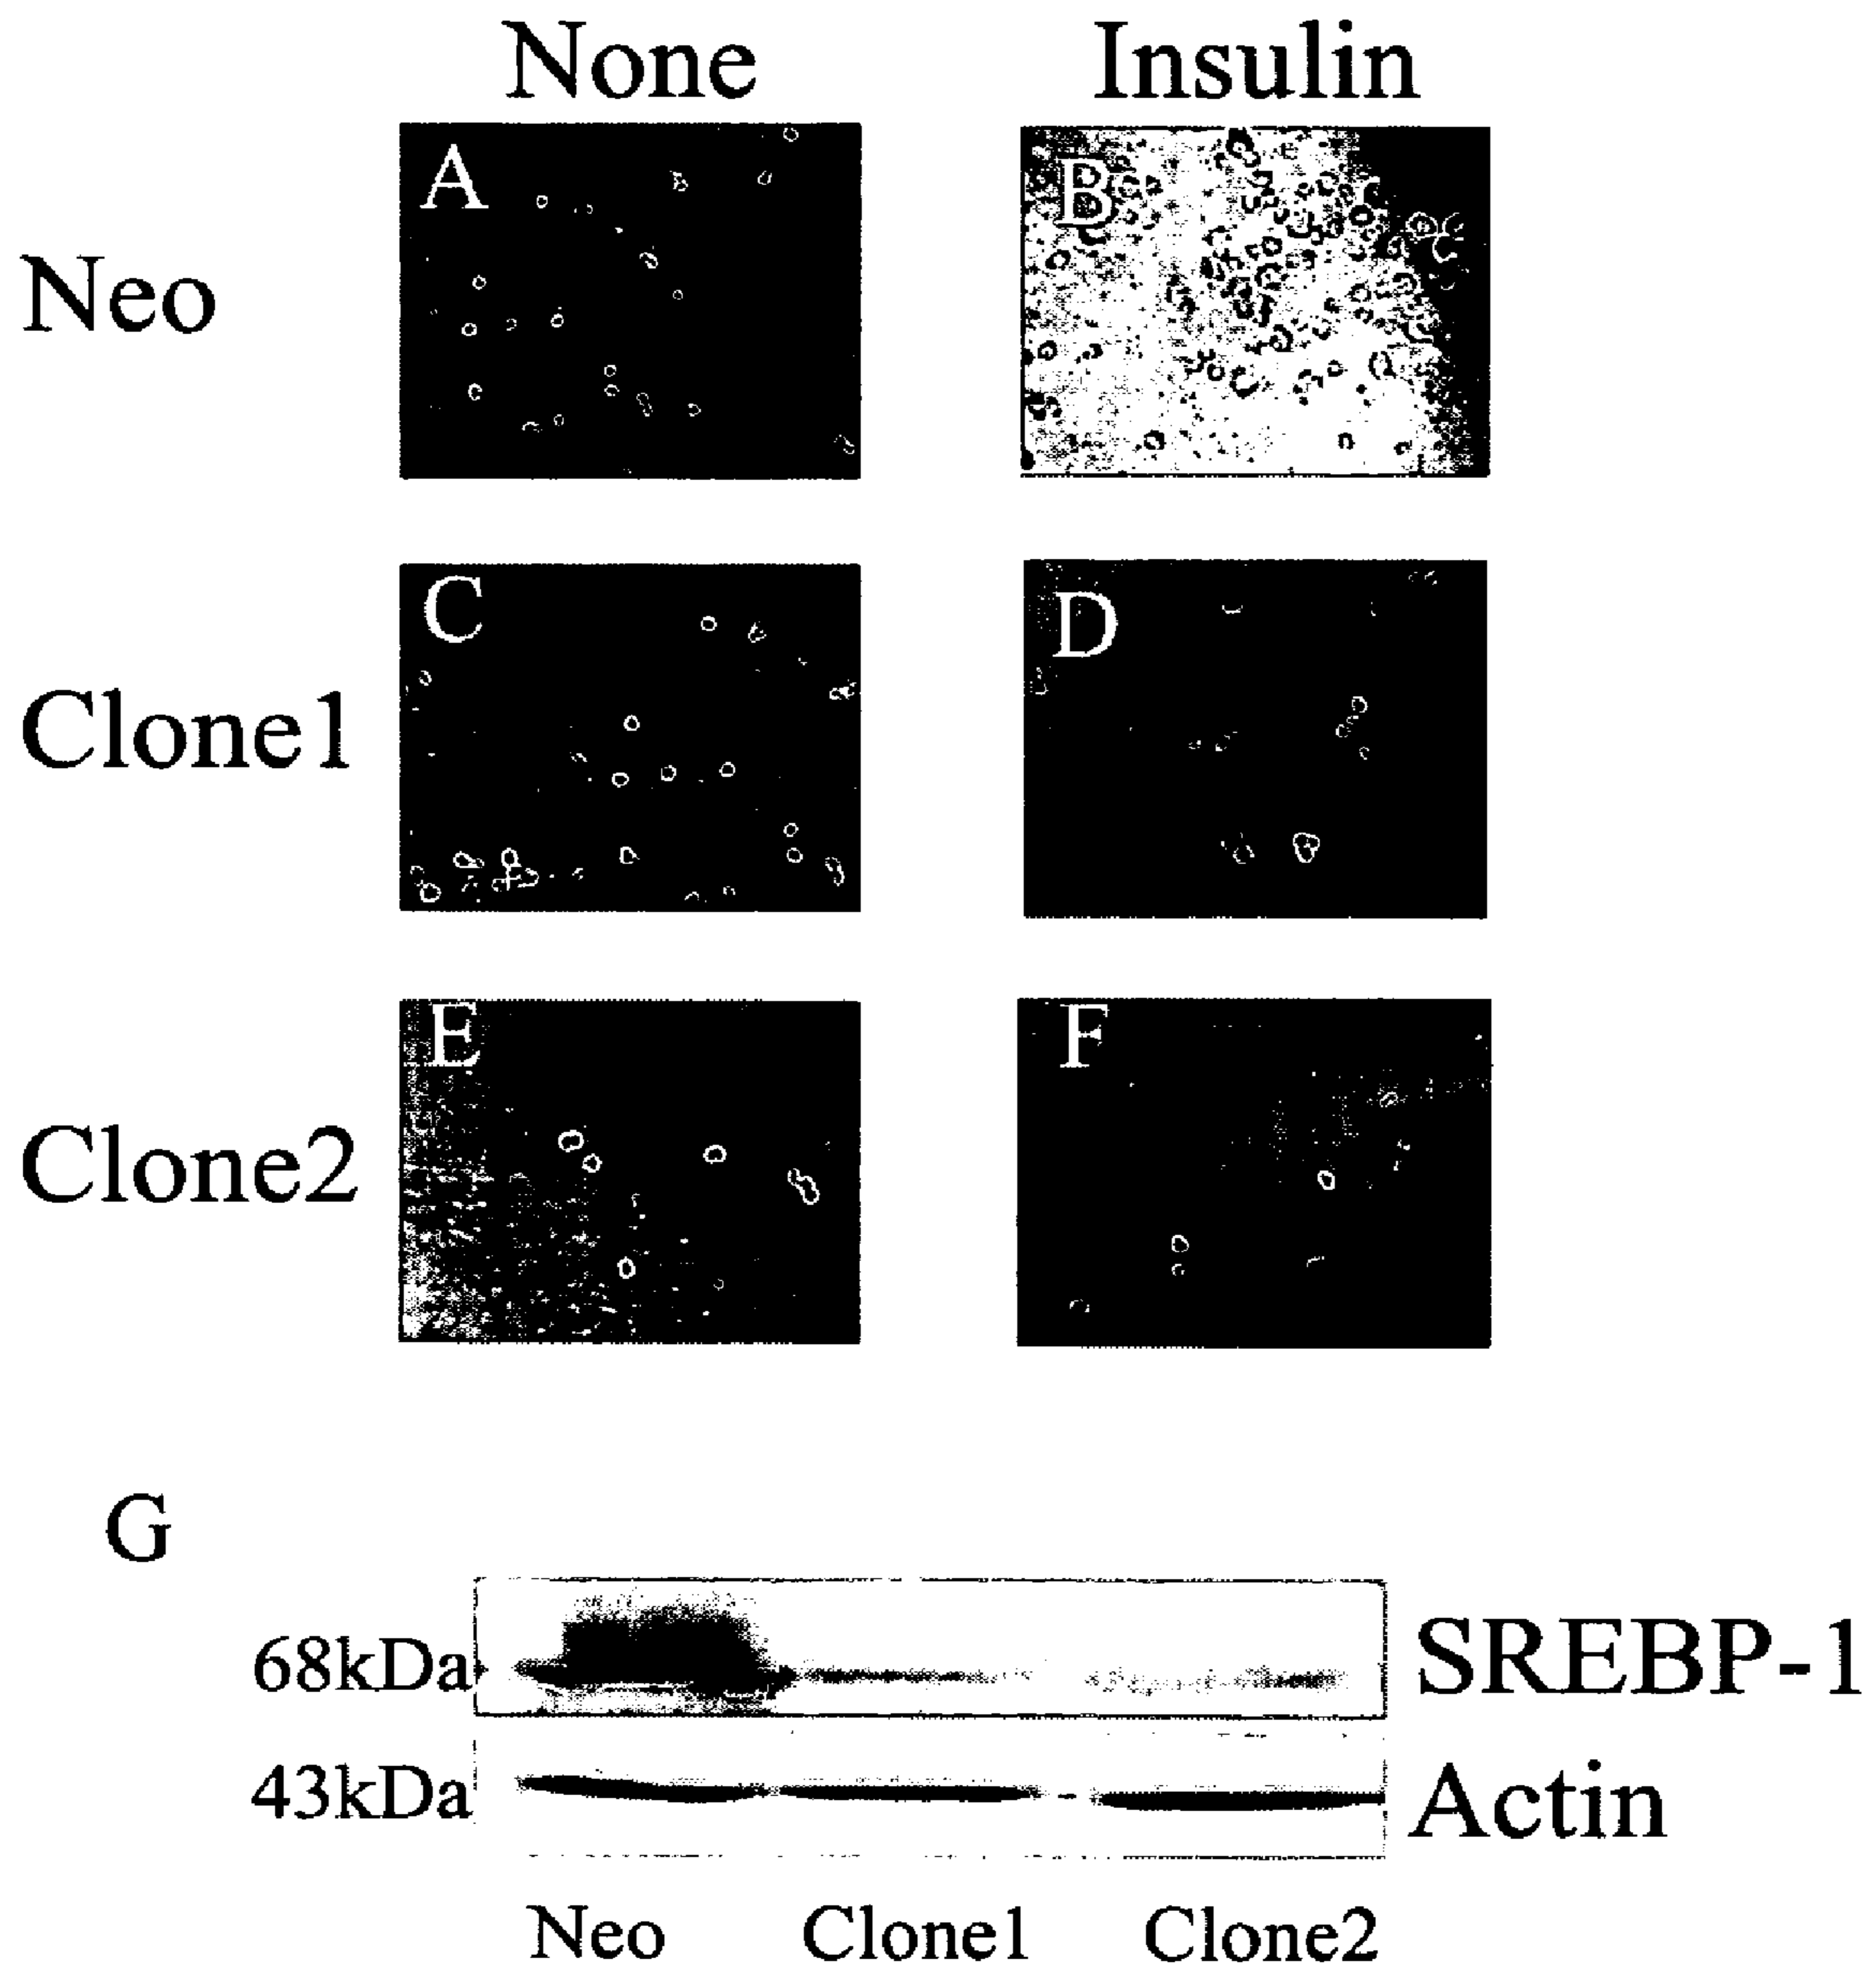 None Insulin
Neo
A
B
Clone1
C
D
Clone2
E
F
G
68kDa SREBP-1
43kDa Actin
Neo Clone1 Clone2